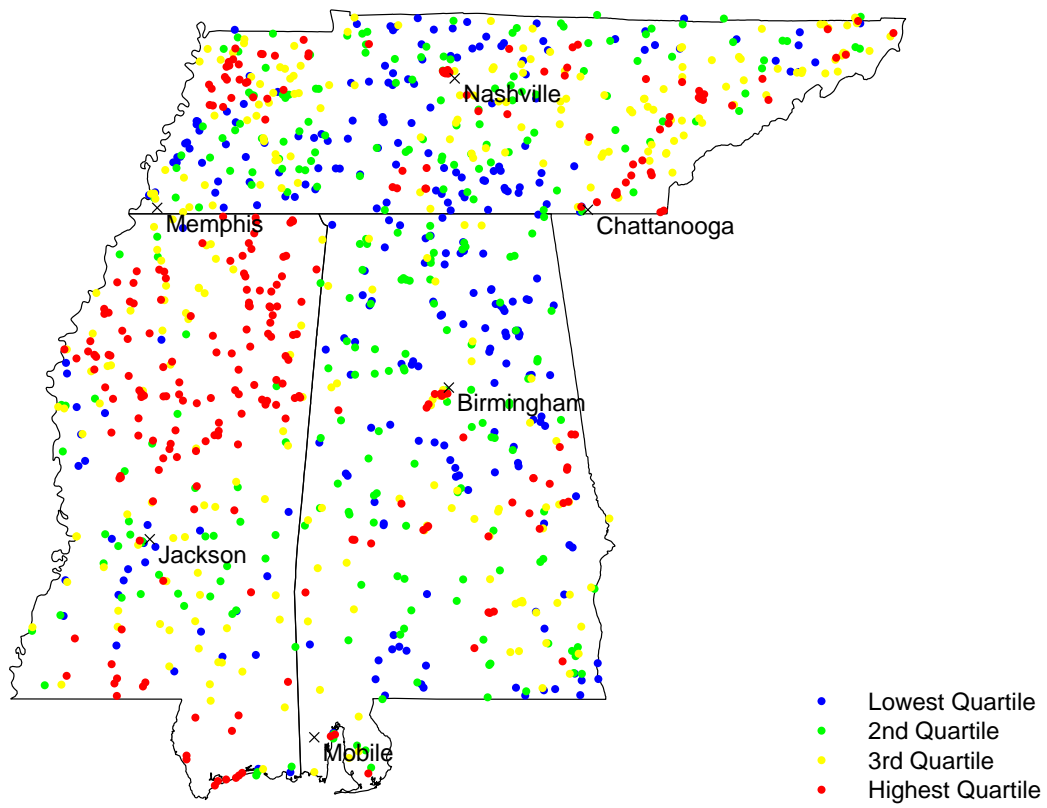 Nashville
Memphis
Chattanooga
Birmingham
Jackson
Mobile
Lowest Quartile
2nd Quartile
3rd Quartile
Highest Quartile